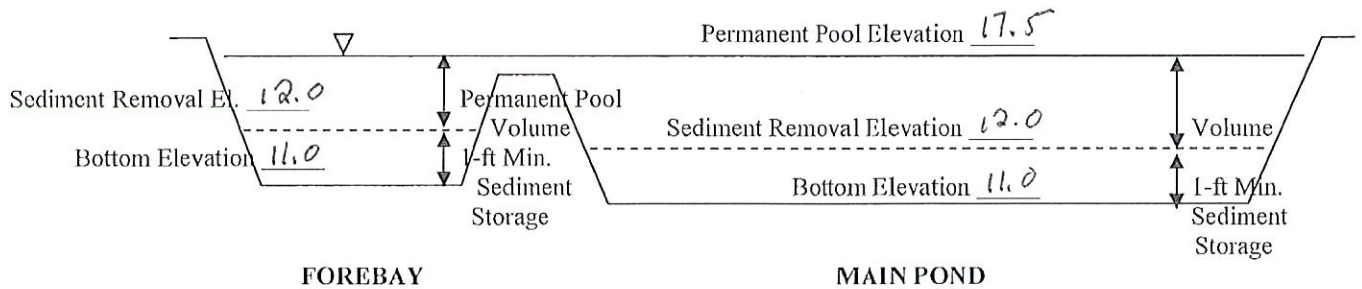 Permanent Pool Elevation 17.5
Sediment Removal El. 12.0
Permanent Pool
Volume
Bottom Elevation 11.0
1-ft Min.
Sediment
Storage
Sediment Removal Elevation 12.0
Volume
Bottom Elevation 11.0
1-ft Min.
Sediment
Storage
FOREBAY
MAIN POND